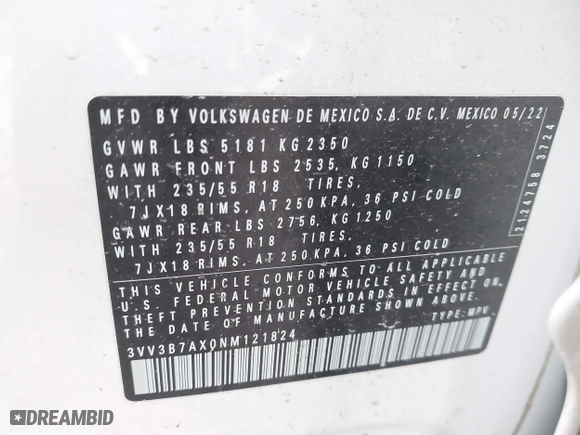 MFD BY VOLKSWAGEN DE MEXICO S.A. DE C.V. MEXICO 05/22
GVWR LBS 5181 KG 2350
GAWR FRONT LBS 2535, KG 1150
WITH 235/55 R18 TIRES,
7JX18 RIMS, AT 250 KPA, 36 PSI COLD
GAWR REAR LBS 2756, KG 1250
WITH 235/55 R18 TIRES,
7JX18 RIMS, AT 250 KPA, 36 PSI COLD
THIS VEHICLE CONFORMS TO ALL APPLICABLE
U.S. FEDERAL MOTOR VEHICLE SAFETY AND
THEFT PREVENTION STANDARDS IN EFFECT ON
THE DATE OF MANUFACTURE SHOWN ABOVE.
TYPE: MPV
3VV3B7AX0NM121824
2124758 3724
DREAMBID